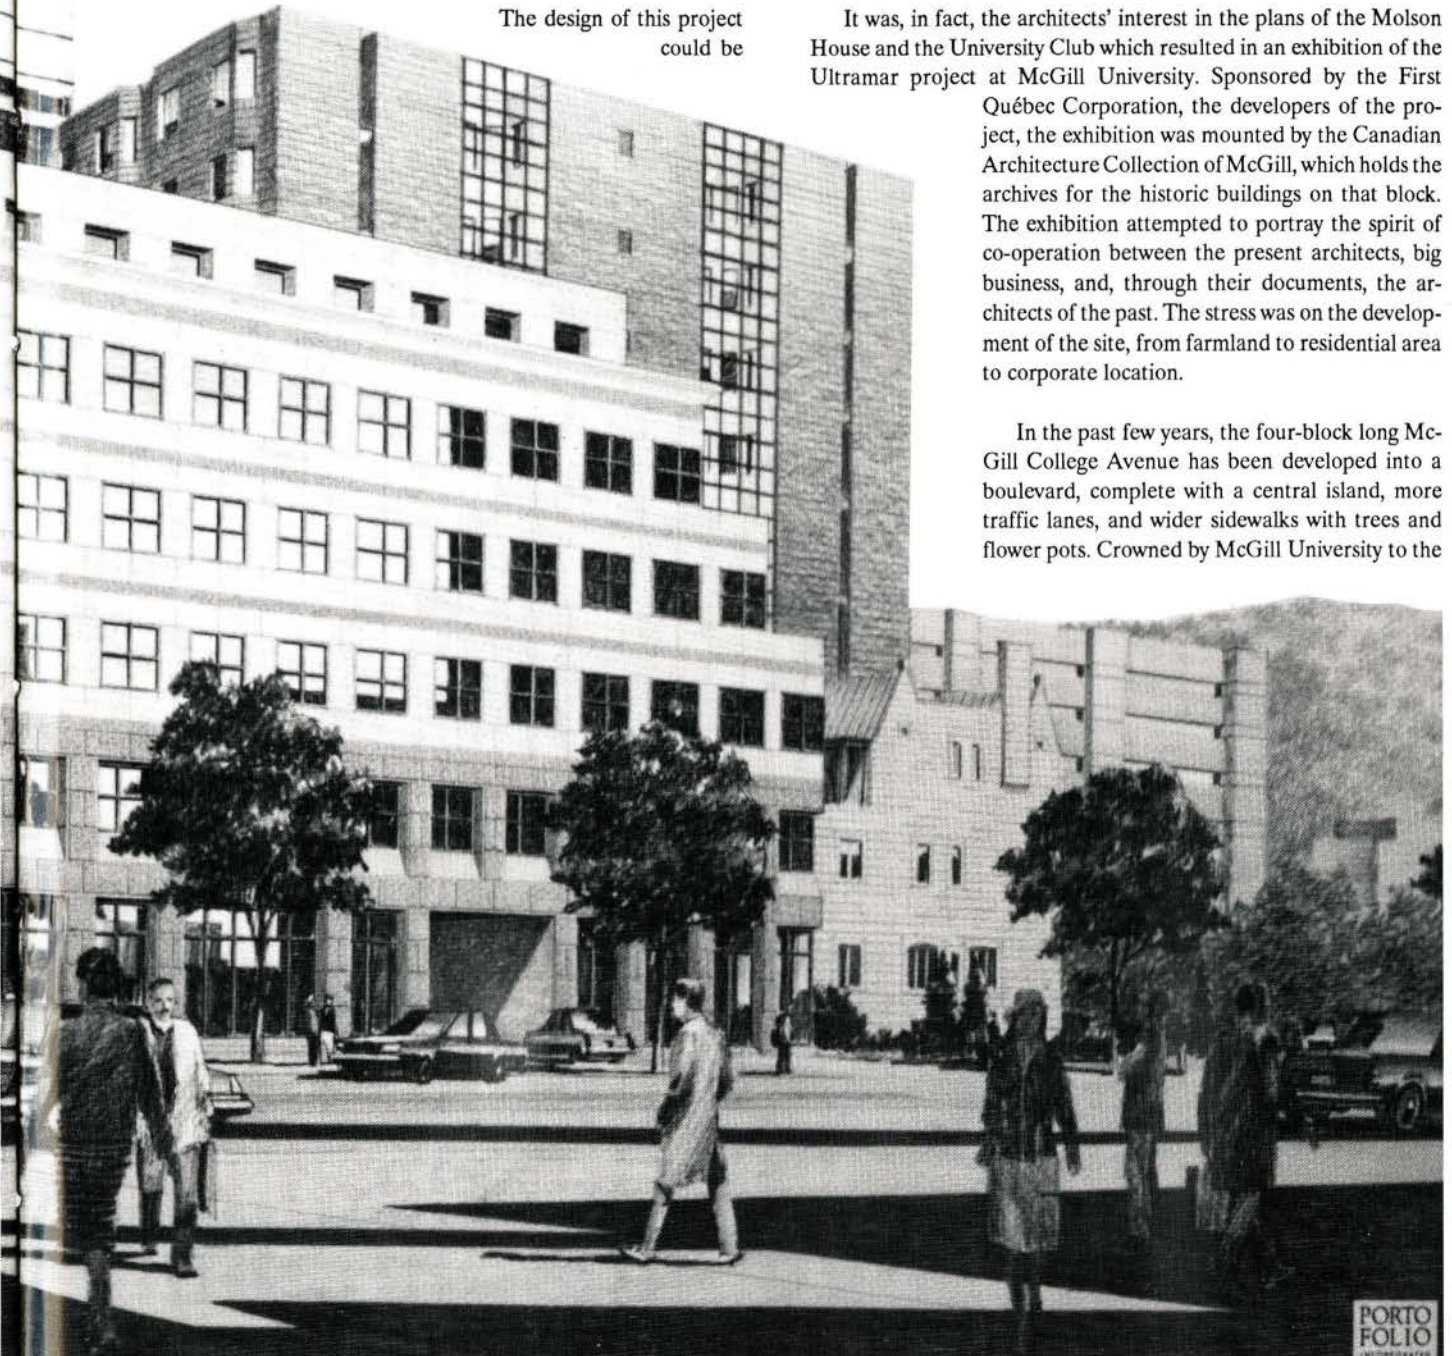 The design of this project
could be
It was, in fact, the architects' interest in the plans of the Molson
House and the University Club which resulted in an exhibition of the
Ultramar project at McGill University. Sponsored by the First
Québec Corporation, the developers of the pro-
ject, the exhibition was mounted by the Canadian
Architecture Collection of McGill, which holds the
archives for the historic buildings on that block.
The exhibition attempted to portray the spirit of
co-operation between the present architects, big
business, and, through their documents, the ar-
chitects of the past. The stress was on the develop-
ment of the site, from farmland to residential area
to corporate location.
In the past few years, the four-block long Mc-
Gill College Avenue has been developed into a
boulevard, complete with a central island, more
traffic lanes, and wider sidewalks with trees and
flower pots. Crowned by McGill University to the
PORTO
FOLIO